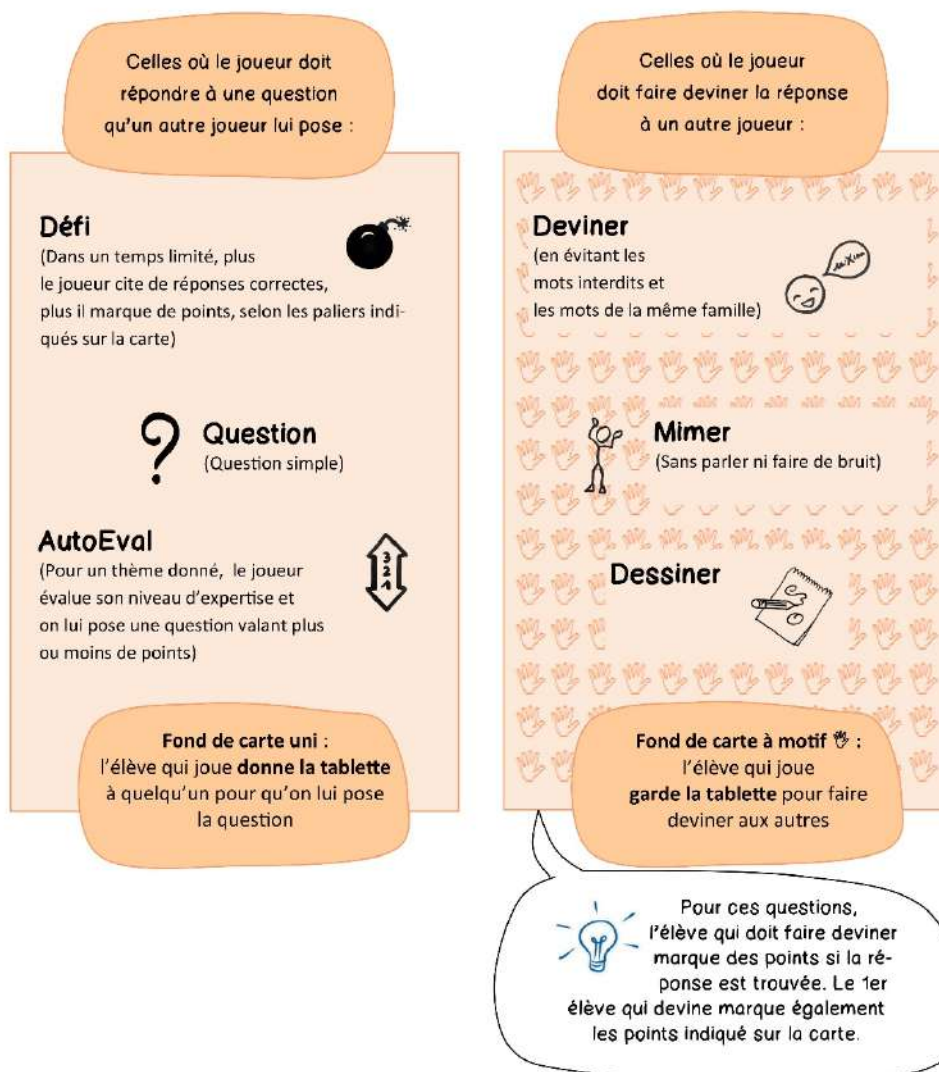 Celles où le joueur doit
répondre à une question
qu'un autre joueur lui pose :
Défi
(Dans un temps limité, plus
le joueur cite de réponses correctes,
plus il marque de points, selon les paliers indi-
qués sur la carte)
?
Question
(Question simple)
AutoEval
(Pour un thème donné, le joueur
évalue son niveau d'expertise et
on lui pose une question valant plus
ou moins de points)
3
2
1
Fond de carte uni :
l'élève qui joue donne la tablette
à quelqu'un pour qu'on lui pose
la question
Celles où le joueur
doit faire deviner la réponse
à un autre joueur :
Deviner
(en évitant les
mots interdits et
les mots de la même famille)
Mimer
(Sans parler ni faire de bruit)
Dessiner
Fond de carte à motif :
l'élève qui joue
garde la tablette pour faire
deviner aux autres
Pour ces questions,
l'élève qui doit faire deviner
marque des points si la ré-
ponse est trouvée. Le 1er
élève qui devine marque également
les points indiqué sur la carte.